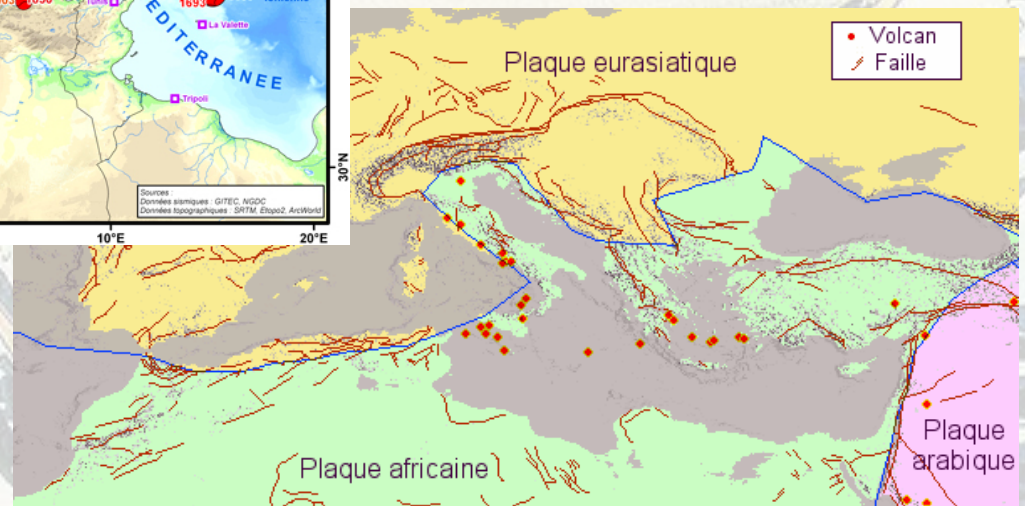 1693
Tunis
La Valette
MEDITERRANEE
Tripoli
30°N
Sources :
Données sismiques : GITEC, NGDC
Données topographiques : SRTM, Etopo2, ArcWorld
10°E
20°E
Volcan
Faille
Plaque eurasiatique
Plaque africaine
Plaque
arabique